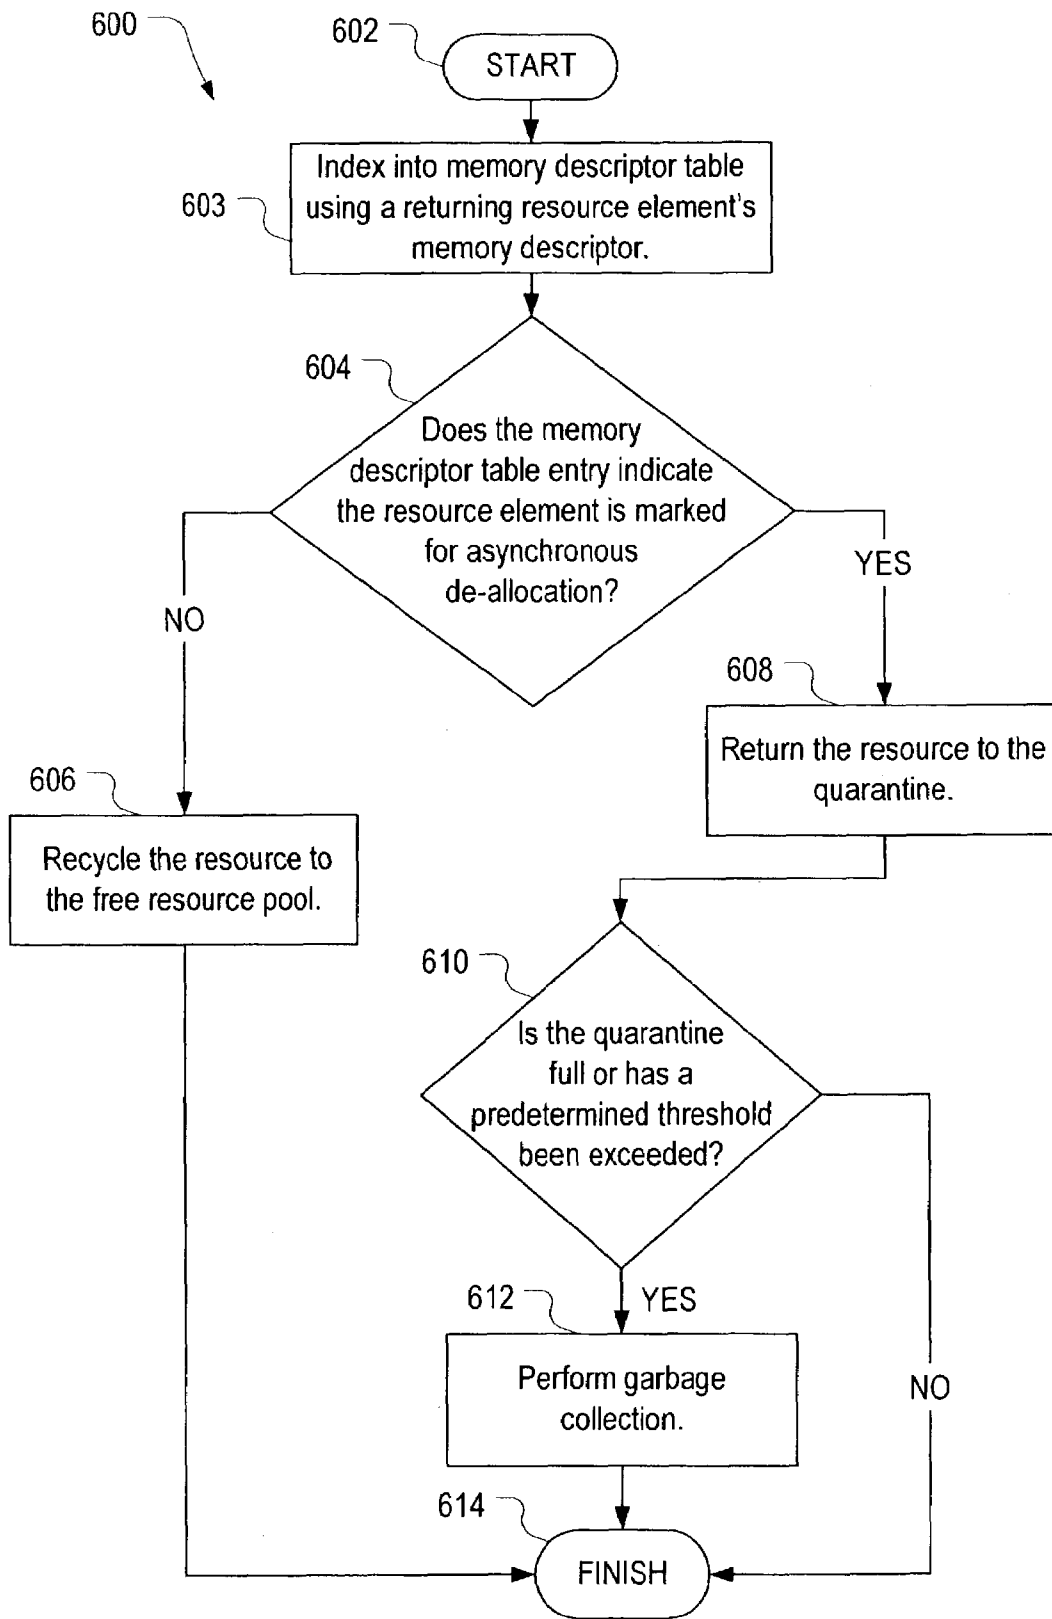 600
602
START
603
Index into memory descriptor table
using a returning resource element's
memory descriptor.
604
Does the memory
descriptor table entry indicate
the resource element is marked
for asynchronous
de-allocation?
NO
YES
606
Recycle the resource to
the free resource pool.
608
Return the resource to the
quarantine.
610
Is the quarantine
full or has a
predetermined threshold
been exceeded?
612
YES
Perform garbage
collection.
NO
614
FINISH